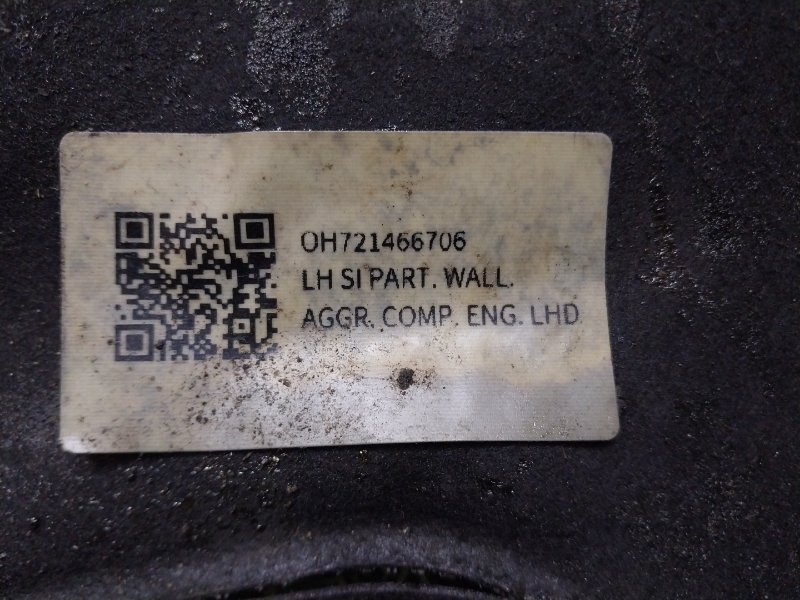 OH721466706
LH SI PART. WALL.
AGGR. COMP. ENG. LHD